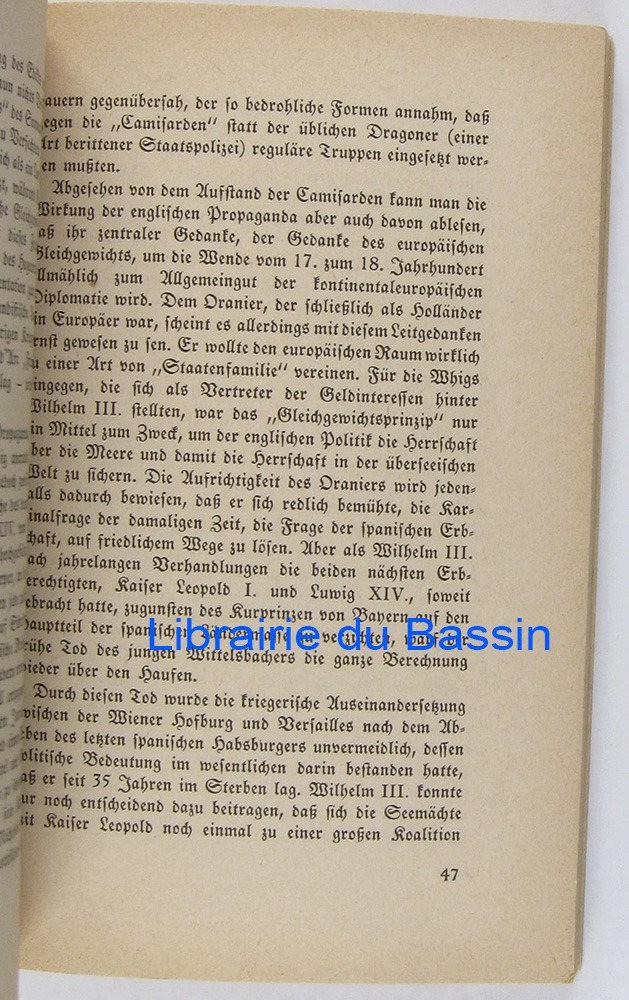 auern gegenübersah, der so bedrohliche Formen annahm, daß
egen die „Camisarden" statt der üblichen Dragoner (einer
Art berittener Staatspolizei) reguläre Truppen eingesetzt wer-
en mußten.
Abgesehen von dem Aufstand der Camisarden kann man die
Wirkung der englischen Propaganda aber auch davon ablesen,
aß ihr zentraler Gedanke, der Gedanke des europäischen
Gleichgewichts, um die Wende vom 17. zum 18. Jahrhundert
llmählich zum Allgemeingut der kontinentaleuropäischen
Diplomatie wird. Dem Oranier, der schließlich als Holländer
in Europäer war, scheint es allerdings mit diesem Leitgedanken
rnst gewesen zu sen. Er wollte den europäischen Raum wirklich
u einer Art von „Staatenfamilie" vereinen. Für die Whigs
ingegen, die sich als Vertreter der Geldinteressen hinter
Wilhelm III. stellten, war das „Gleichgewichtsprinzip" nur
in Mittel zum Zweck, um der englischen Politik die Herrschaft
ber die Meere und damit die Herrschaft in der überseeischen
Welt zu sichern. Die Aufrichtigkeit des Oraniers wird jeden-
alls dadurch bewiesen, daß er sich redlich bemühte, die Kar-
inalfrage der damaligen Zeit, die Frage der spanischen Erb-
chaft, auf friedlichem Wege zu lösen. Aber als Wilhelm III.
ach jahrelangen Verhandlungen die beiden nächsten Erb-
erechtigten, Kaiser Leopold I. und Luwig XIV., soweit
ebracht hatte, zugunsten des Kurprinzen von Bayern auf den
Hauptteil der spanischen Ländermasse zu verzichten, warf der
rühe Tod des jungen Wittelsbachers die ganze Berechnung
wieder über den Haufen.
Durch diesen Tod wurde die kriegerische Auseinandersetzung
wischen der Wiener Hofburg und Versailles nach dem Ab-
eben des letzten spanischen Habsburgers unvermeidlich, dessen
olitische Bedeutung im wesentlichen darin bestanden hatte,
aß er seit 35 Jahren im Sterben lag. Wilhelm III. konnte
ur noch entscheidend dazu beitragen, daß sich die Seemächte
it Kaiser Leopold noch einmal zu einer großen Koalition
47
Librairie du Bassin